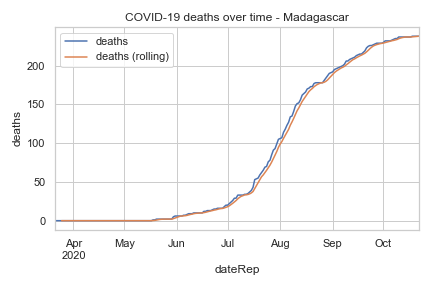 COVID-19 deaths over time - Madagascar
deaths
deaths (rolling)
deaths
200
150
100
50
0
Apr
2020
May
Jun
Jul
Aug
Sep
Oct
dateRep